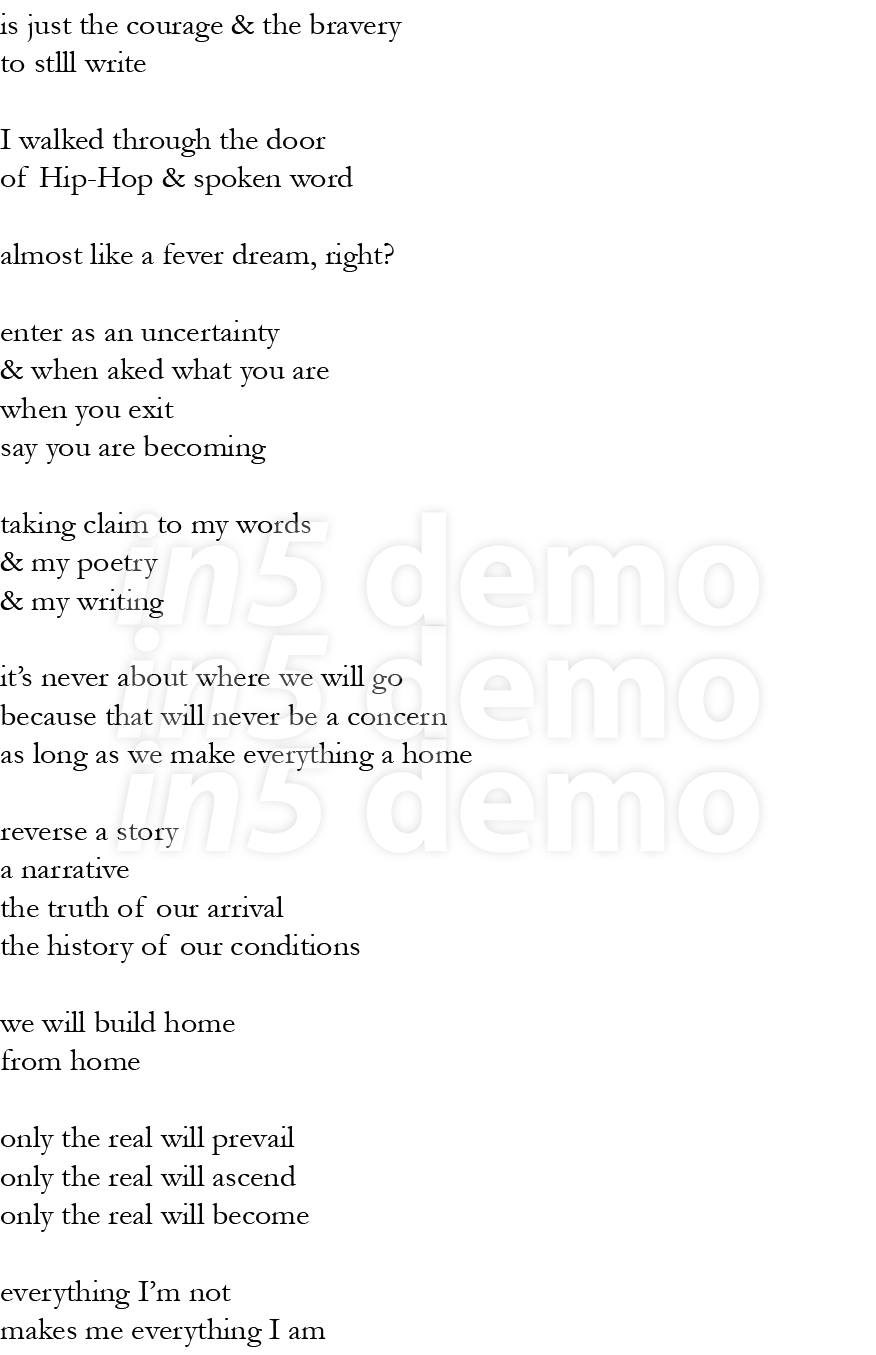 is just the courage & the bravery
to stlll write
I walked through the door
of Hip-Hop & spoken word
almost like a fever dream, right?
enter as an uncertainty
& when aked what you are
when you exit
say you are becoming
taking claim to my words
& my poetry
& my writing
it’s never about where we will go
because that will never be a concern
as long as we make everything a home
reverse a story
a narrative
the truth of our arrival
the history of our conditions
we will build home
from home
only the real will prevail
only the real will ascend
only the real will become
everything I’m not
makes me everything I am
in5 demo
in5 demo
in5 demo